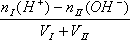 n_I(H⁺) − n_II(OH⁻)
V_I + V_II